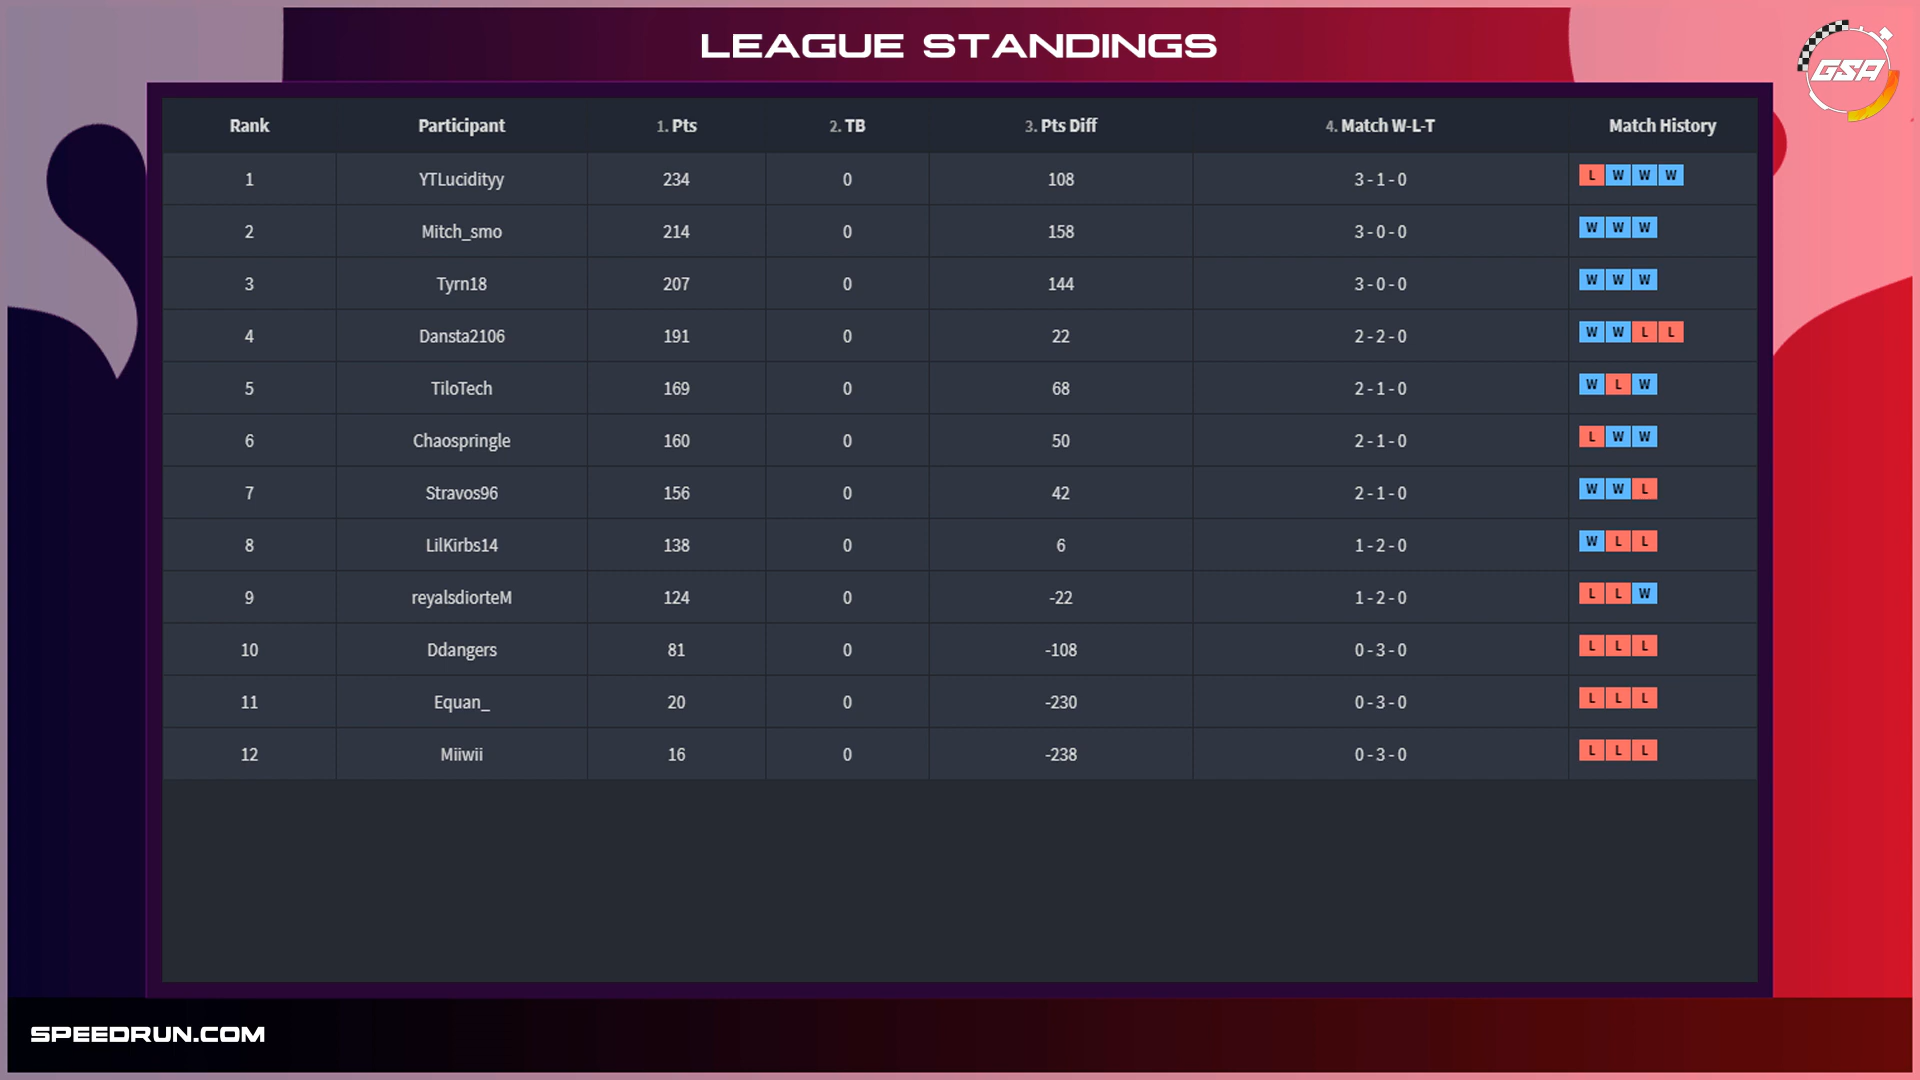 LEAGUE STANDINGS
GSA
Rank Participant 1. Pts 2. TB 3. Pts Diff 4. Match W-L-T Match History
1 YTLucidityy 234 0 108 3 - 1 - 0 L W W W
2 Mitch_smo 214 0 158 3 - 0 - 0 W W W
3 Tyrn18 207 0 144 3 - 0 - 0 W W W
4 Dansta2106 191 0 22 2 - 2 - 0 W W L L
5 TiloTech 169 0 68 2 - 1 - 0 W L W
6 Chaospringle 160 0 50 2 - 1 - 0 L W W
7 Stravos96 156 0 42 2 - 1 - 0 W W L
8 LilKirbs14 138 0 6 1 - 2 - 0 W L L
9 reyalsdiorteM 124 0 -22 1 - 2 - 0 L L W
10 Ddangers 81 0 -108 0 - 3 - 0 L L L
11 Equan_ 20 0 -230 0 - 3 - 0 L L L
12 Miiwii 16 0 -238 0 - 3 - 0 L L L
SPEEDRUN.COM